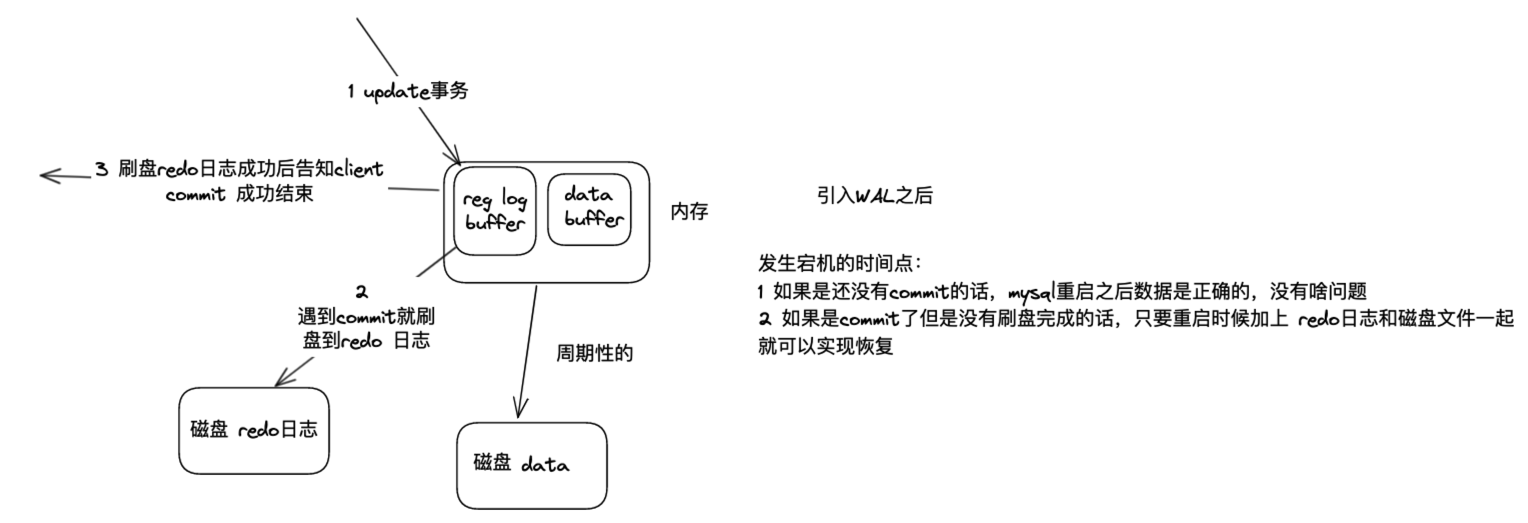 1 update事务
3 刷盘redo日志成功后告知client
commit 成功结束
reg log
buffer
data
buffer
内存
引入WAL之后
发生宕机的时间点：
1 如果是还没有commit的话，mysql重启之后数据是正确的，没有啥问题
2 如果是commit了但是没有刷盘完成的话，只要重启时候加上 redo日志和磁盘文件一起
就可以实现恢复
2
遇到commit就刷
盘到redo 日志
周期性的
磁盘 redo日志
磁盘 data